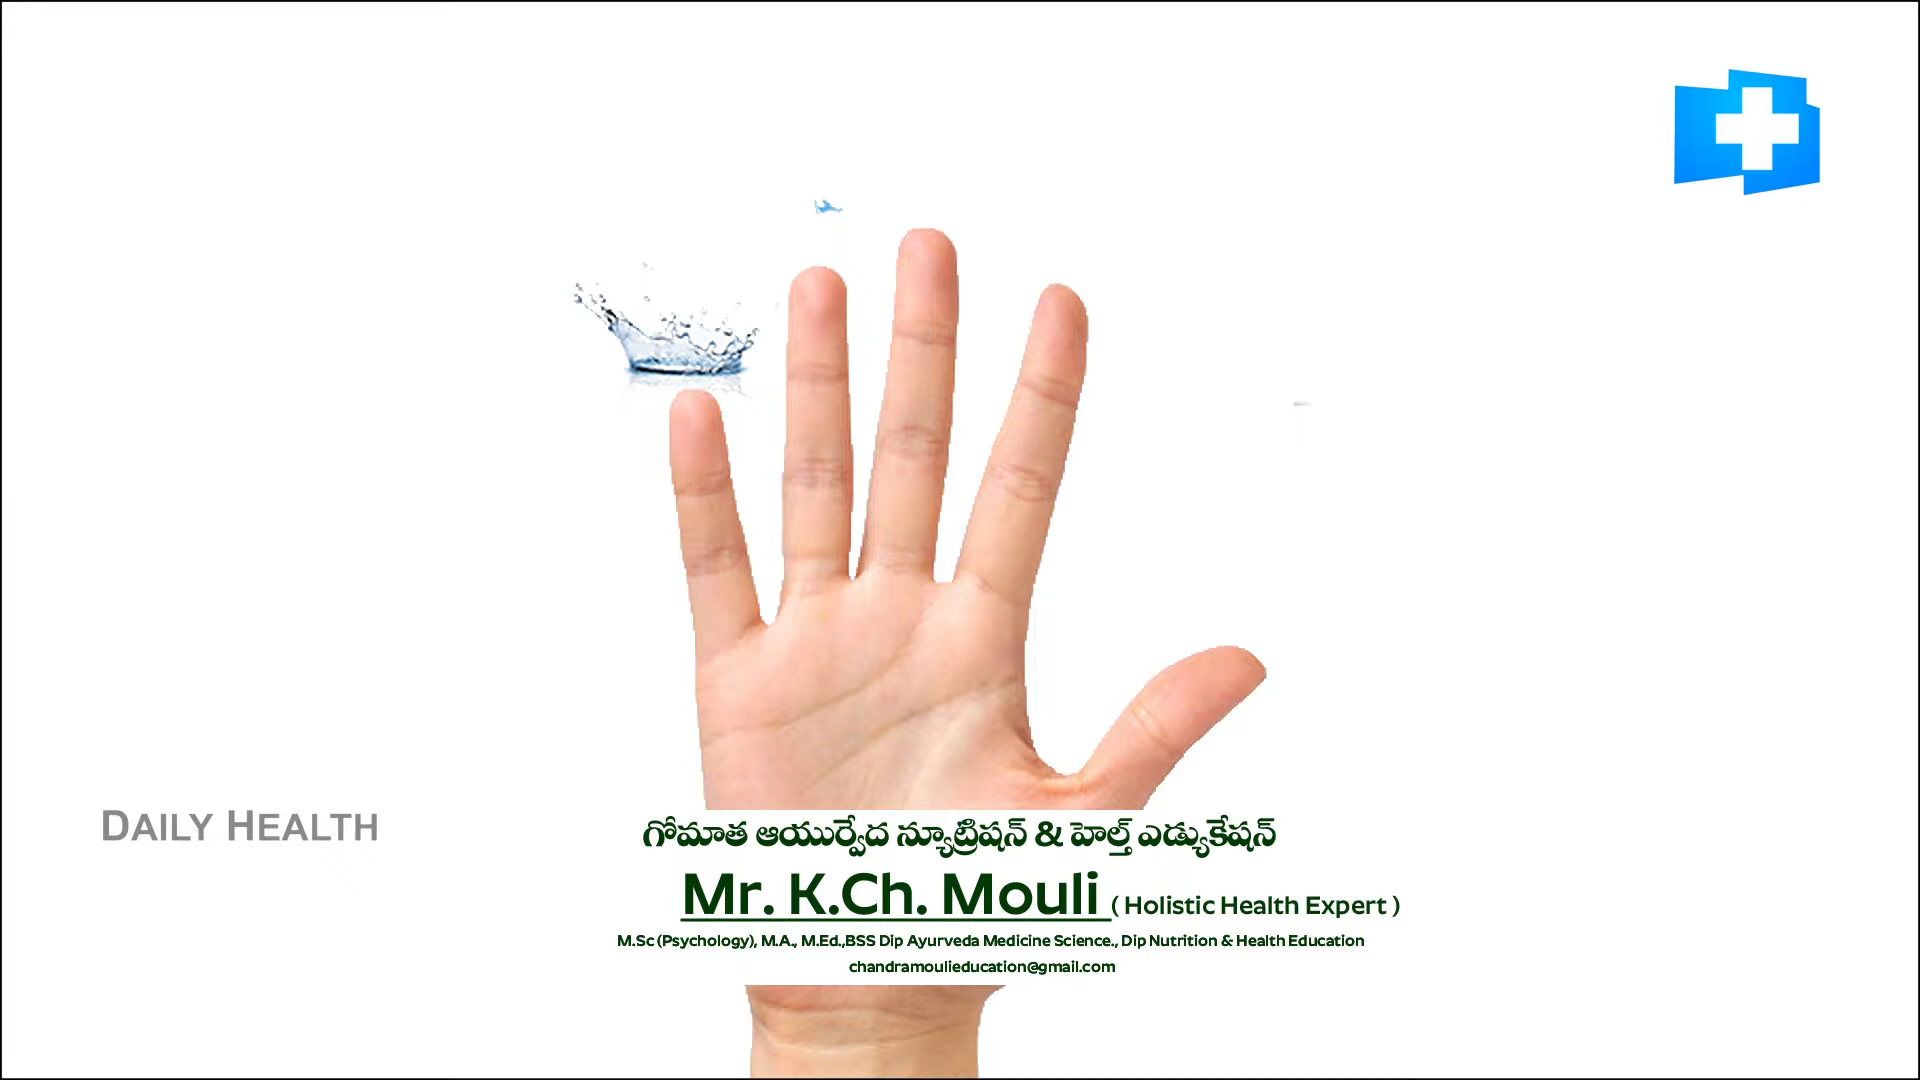 DAILY HEALTH
గోమాత ఆయుర్వేద న్యూట్రిషన్ & హెల్త్ ఎడ్యుకేషన్
Mr. K.Ch. Mouli ( Holistic Health Expert )
M.Sc (Psychology), M.A., M.Ed.,BSS Dip Ayurveda Medicine Science., Dip Nutrition & Health Education
chandramoulieducation@gmail.com